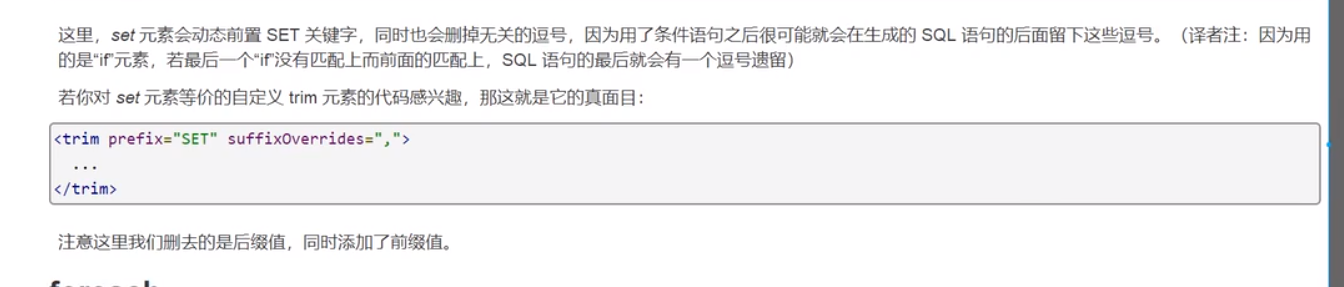 这里，set 元素会动态前置 SET 关键字，同时也会删掉无关的逗号，因为用了条件语句之后很可能就会在生成的 SQL 语句的后面留下这些逗号。（译者注：因为用
的是“if”元素，若最后一个“if”没有匹配上而前面的匹配上，SQL 语句的最后就会有一个逗号遗留）
若你对 set 元素等价的自定义 trim 元素的代码感兴趣，那这就是它的真面目：
<trim prefix="SET" suffixOverrides=",">
...
</trim>
注意这里我们删去的是后缀值，同时添加了前缀值。